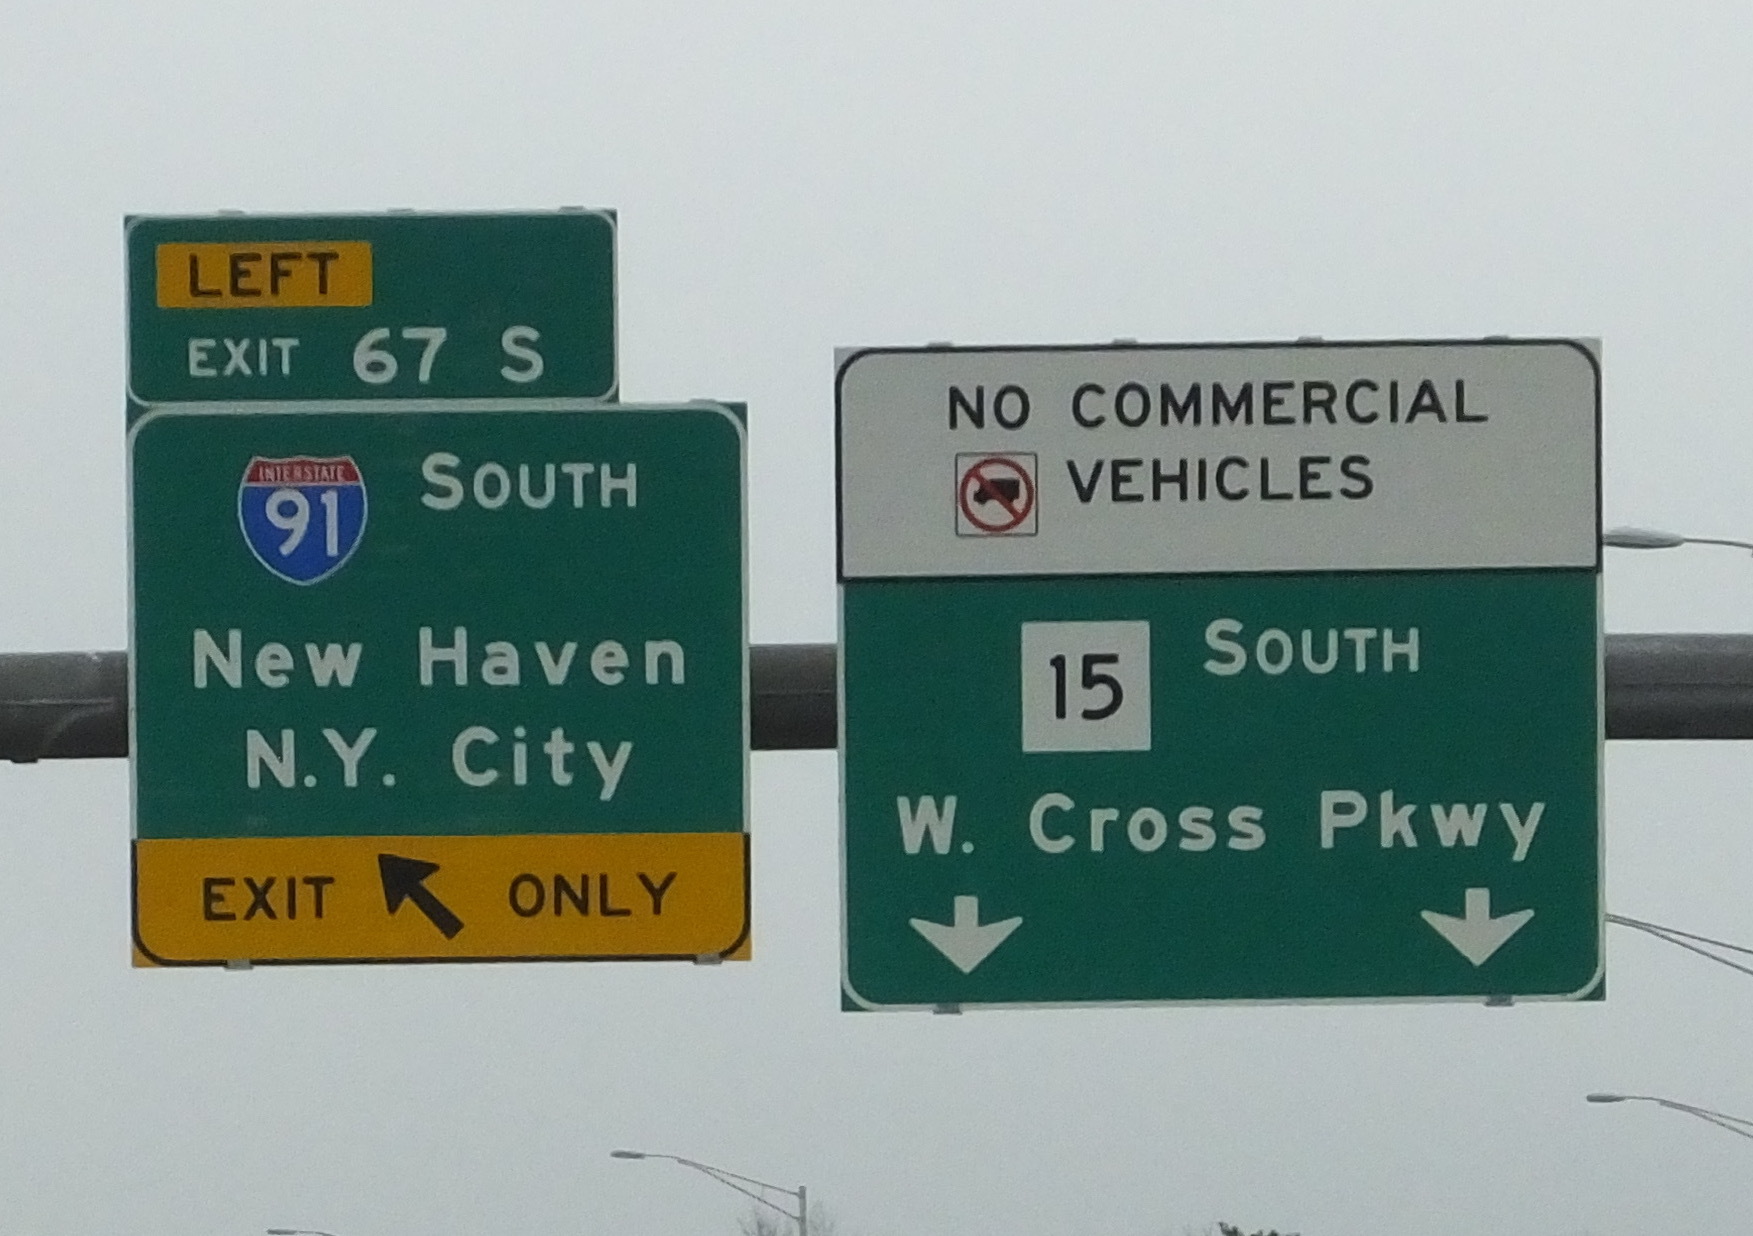 LEFT
EXIT 67 S
INTERSTATE
91 SOUTH
New Haven
N.Y. City
EXIT ONLY
NO COMMERCIAL
VEHICLES
15 SOUTH
W. Cross Pkwy